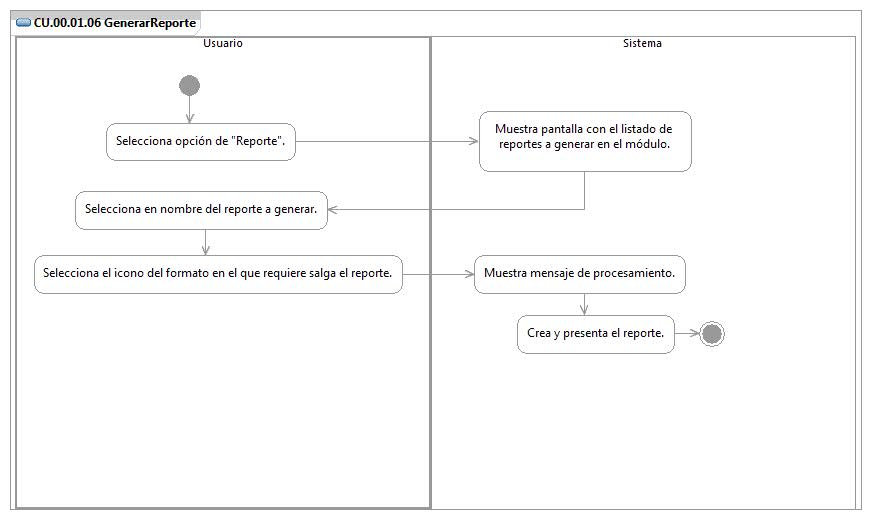 CU.00.01.06 GenerarReporte
Usuario
Sistema
Selecciona opción de "Reporte".
Muestra pantalla con el listado de
reportes a generar en el módulo.
Selecciona en nombre del reporte a generar.
Selecciona el icono del formato en el que requiere salga el reporte.
Muestra mensaje de procesamiento.
Crea y presenta el reporte.